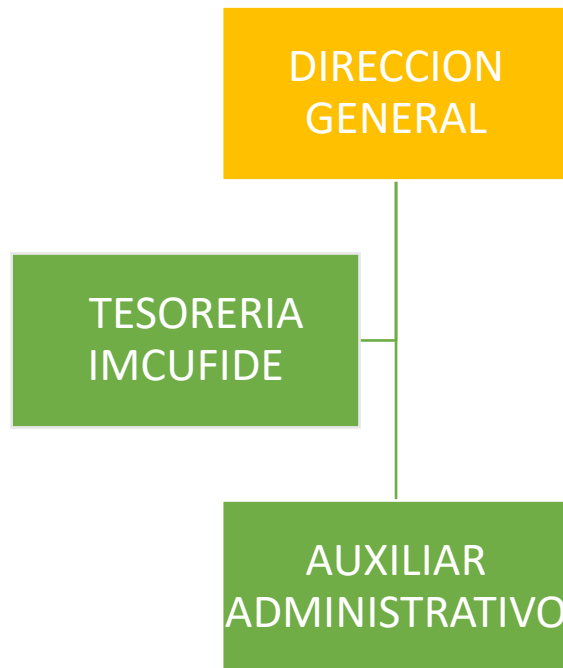 DIRECCION
GENERAL
TESORERIA
IMCUFIDE
AUXILIAR
ADMINISTRATIVO